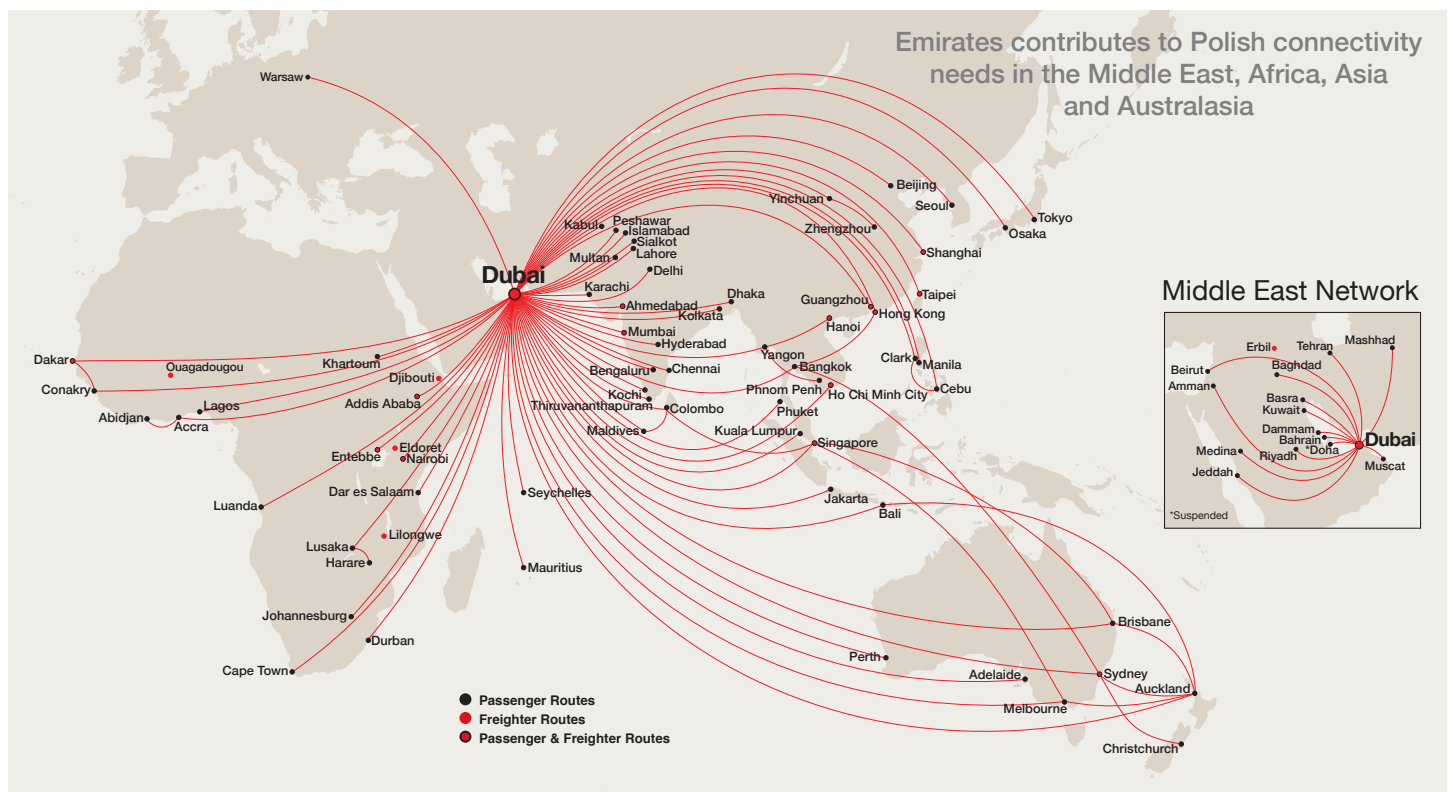 Emirates contributes to Polish connectivity
needs in the Middle East, Africa, Asia
and Australasia
Warsaw
Beijing
Yinchuan
Seoul
Tokyo
Osaka
Zhengzhou
Kabul
Peshawar
Islamabad
Sialkot
Lahore
Multan
Shanghai
Delhi
Dubai
Karachi
Dhaka
Ahmedabad
Kolkata
Guangzhou
Taipei
Hong Kong
Hanoi
Mumbai
Hyderabad
Yangon
Bangkok
Clark
Manila
Bengaluru
Chennai
Phnom Penh
Ho Chi Minh City
Cebu
Kochi
Thiruvananthapuram
Colombo
Phuket
Maldives
Kuala Lumpur
Singapore
Dakar
Ouagadougou
Khartoum
Djibouti
Conakry
Addis Ababa
Abidjan
Lagos
Accra
Entebbe
Eldoret
Nairobi
Luanda
Dar es Salaam
Seychelles
Jakarta
Bali
Lusaka
Lilongwe
Harare
Mauritius
Johannesburg
Durban
Cape Town
Brisbane
Perth
Adelaide
Sydney
Auckland
Melbourne
Christchurch
Passenger Routes
Freighter Routes
Passenger & Freighter Routes
Middle East Network
Erbil
Tehran
Mashhad
Beirut
Baghdad
Amman
Basra
Kuwait
Dammam
Bahrain
*Doha
Dubai
Medina
Riyadh
Muscat
Jeddah
*Suspended